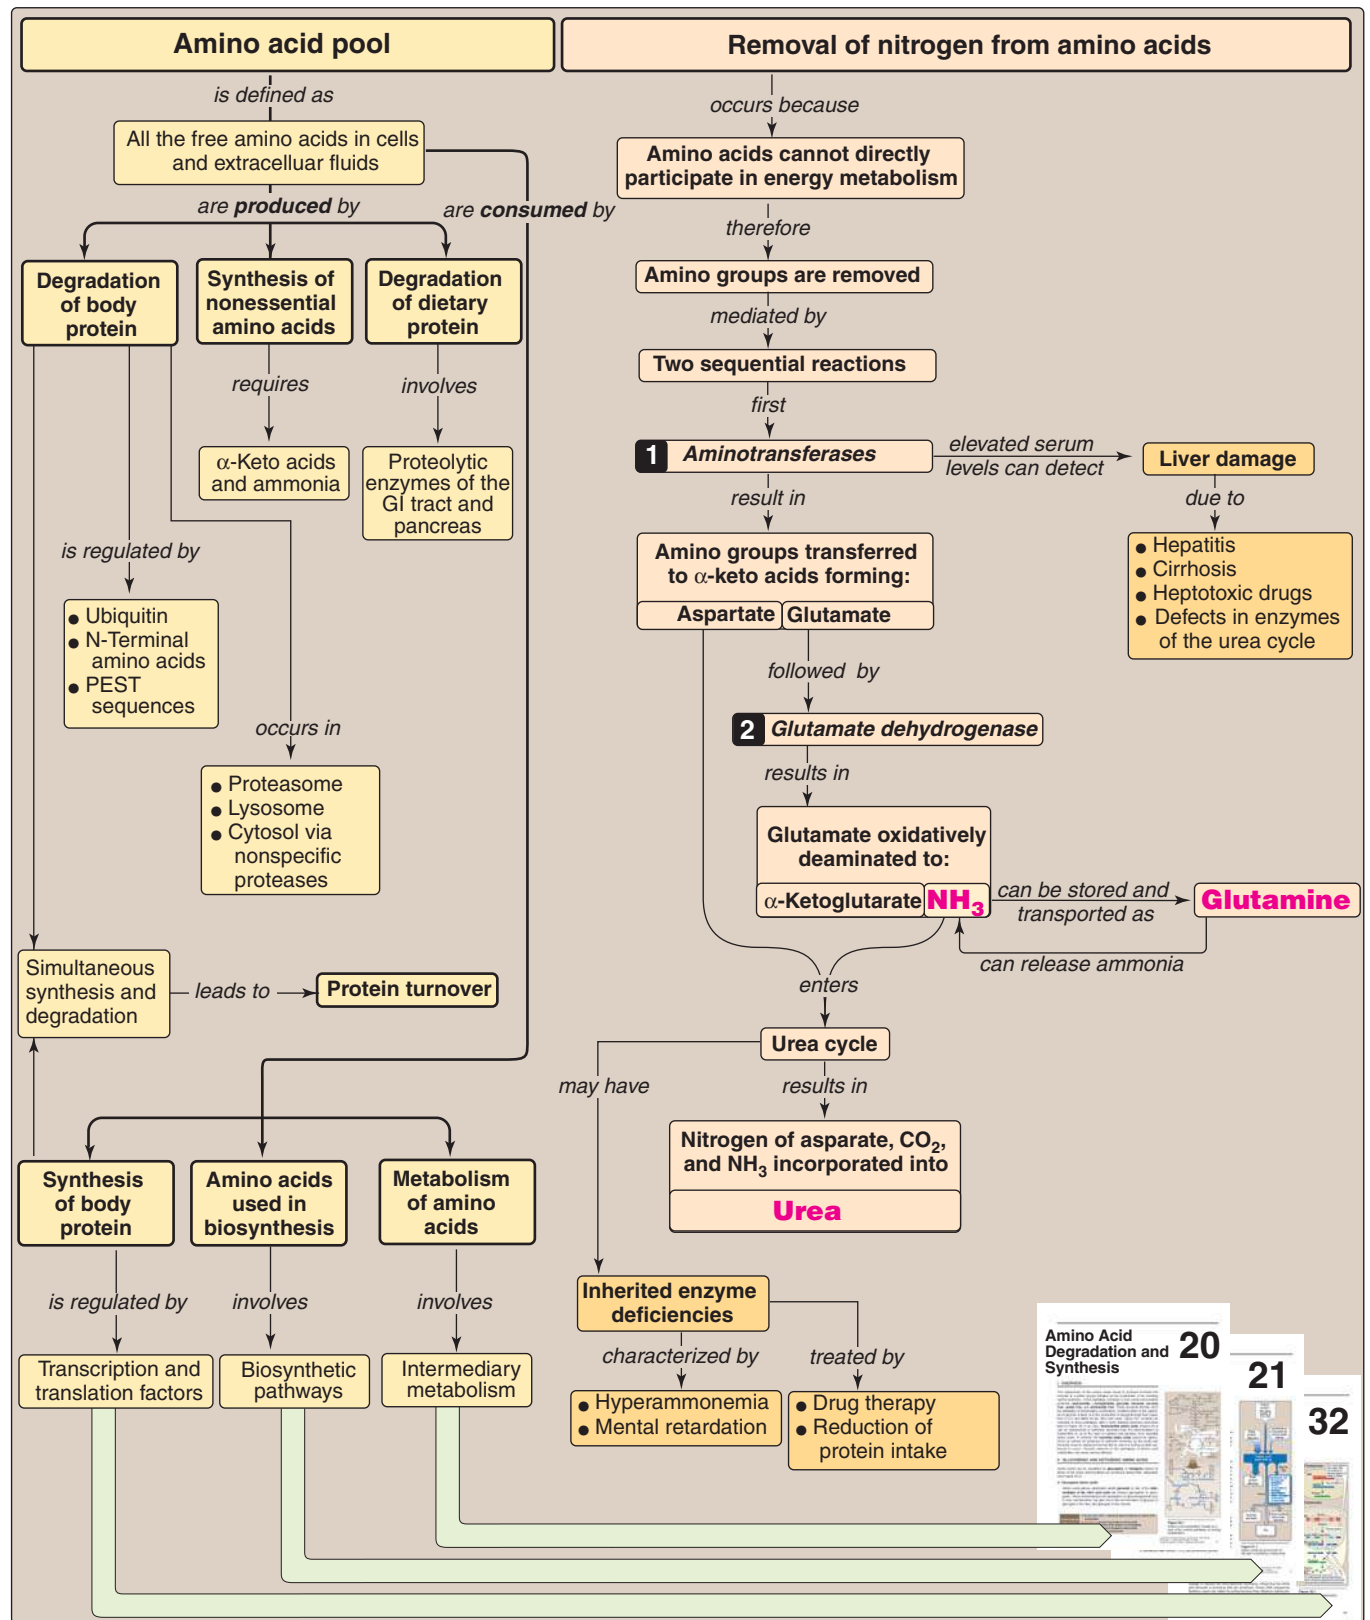 Amino acid pool
is defined as
All the free amino acids in cells
and extracelluar fluids
are produced by
are consumed by
Degradation
of body
protein
Synthesis of
nonessential
amino acids
Degradation
of dietary
protein
requires
involves
α-Keto acids
and ammonia
Proteolytic
enzymes of the
GI tract and
pancreas
is regulated by
● Ubiquitin
● N-Terminal
amino acids
● PEST
sequences
occurs in
● Proteasome
● Lysosome
● Cytosol via
nonspecific
proteases
Simultaneous
synthesis and
degradation
leads to
Protein turnover
Synthesis
of body
protein
Amino acids
used in
biosynthesis
Metabolism
of amino
acids
is regulated by
involves
involves
Transcription and
translation factors
Biosynthetic
pathways
Intermediary
metabolism
Removal of nitrogen from amino acids
occurs because
Amino acids cannot directly
participate in energy metabolism
therefore
Amino groups are removed
mediated by
Two sequential reactions
first
1 Aminotransferases
elevated serum
levels can detect
Liver damage
due to
● Hepatitis
● Cirrhosis
● Heptotoxic drugs
● Defects in enzymes
of the urea cycle
result in
Amino groups transferred
to α-keto acids forming:
Aspartate Glutamate
followed by
2 Glutamate dehydrogenase
results in
Glutamate oxidatively
deaminated to:
α-Ketoglutarate NH3
can be stored and
transported as
Glutamine
can release ammonia
enters
Urea cycle
may have
results in
Nitrogen of asparate, CO2,
and NH3 incorporated into
Urea
Inherited enzyme
deficiencies
characterized by
treated by
● Hyperammonemia
● Mental retardation
● Drug therapy
● Reduction of
protein intake
Amino Acid
Degradation and
Synthesis
20
21
32